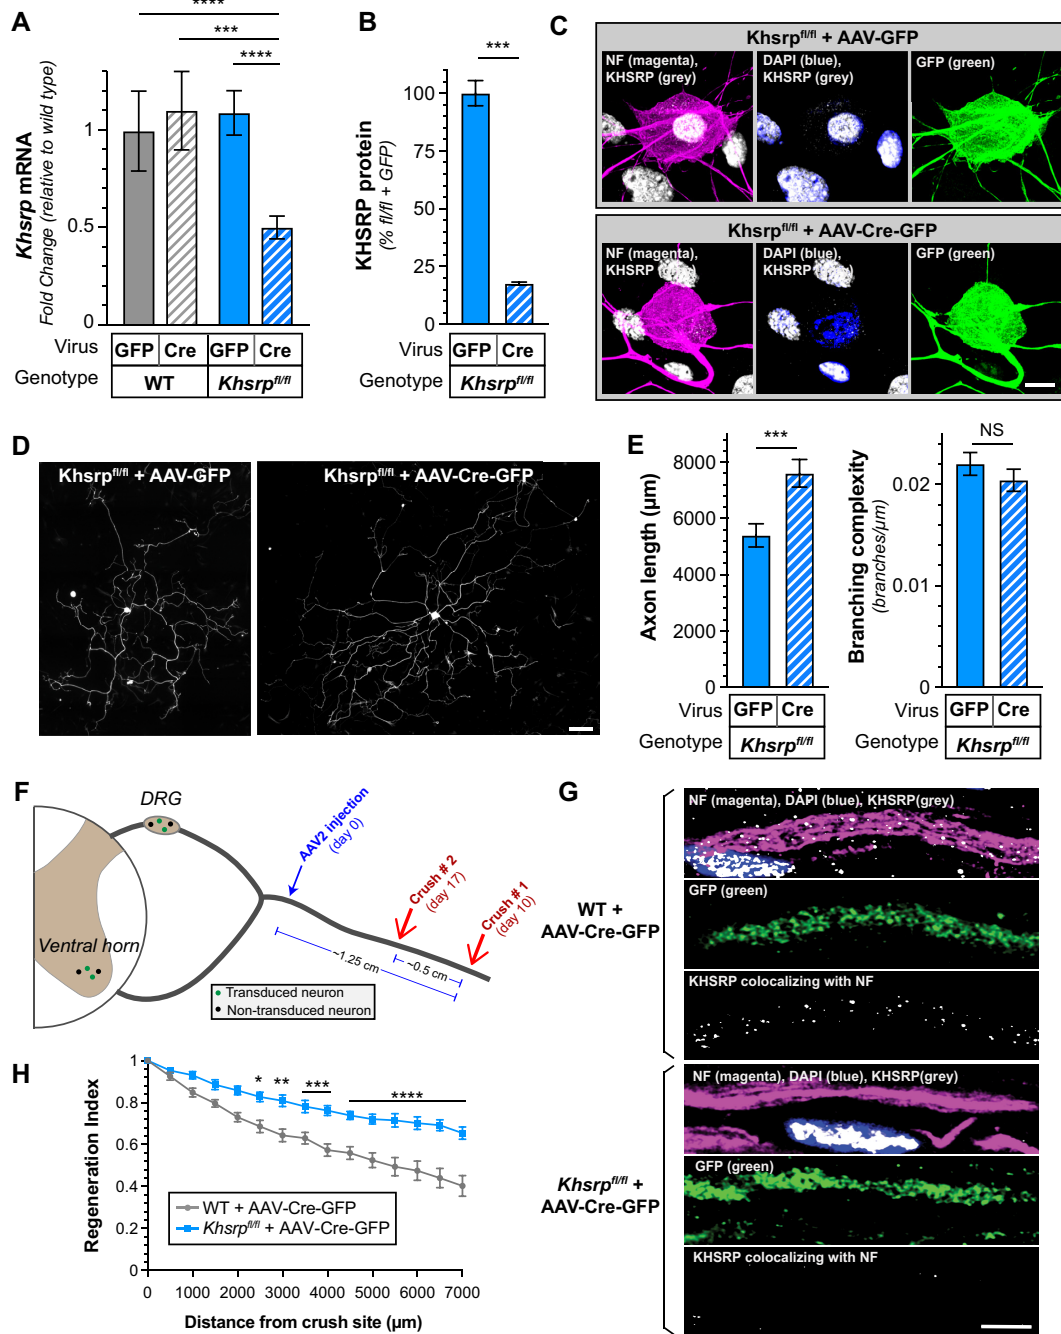 A
****
***
****
Khsrp mRNA
Fold Change (relative to wild type)
1
0.5
0
Virus
GFP
Cre
GFP
Cre
Genotype
WT
Khsrpfl/fl
B
***
KHSRP protein
(% fl/fl + GFP)
100
75
50
25
0
Virus
GFP
Cre
Genotype
Khsrpfl/fl
C
Khsrpfl/fl + AAV-GFP
NF (magenta),
KHSRP (grey)
DAPI (blue),
KHSRP (grey)
GFP (green)
Khsrpfl/fl + AAV-Cre-GFP
NF (magenta),
KHSRP
DAPI (blue),
KHSRP
GFP (green)
D
Khsrpfl/fl + AAV-GFP
Khsrpfl/fl + AAV-Cre-GFP
E
***
Axon length (µm)
8000
6000
4000
2000
0
Virus
GFP
Cre
Genotype
Khsrpfl/fl
NS
Branching complexity
(branches/µm)
0.02
0.01
0
Virus
GFP
Cre
Genotype
Khsrpfl/fl
F
DRG
Ventral horn
AAV2 injection
(day 0)
Crush # 2
(day 17)
Crush # 1
(day 10)
~1.25 cm
~0.5 cm
Transduced neuron
Non-transduced neuron
G
WT +
AAV-Cre-GFP
NF (magenta), DAPI (blue), KHSRP(grey)
GFP (green)
KHSRP colocalizing with NF
Khsrpfl/fl +
AAV-Cre-GFP
NF (magenta), DAPI (blue), KHSRP(grey)
GFP (green)
KHSRP colocalizing with NF
H
Regeneration Index
1
0.8
0.6
0.4
0.2
0
*
**
***
****
WT + AAV-Cre-GFP
Khsrpfl/fl + AAV-Cre-GFP
0
1000
2000
3000
4000
5000
6000
7000
Distance from crush site (µm)